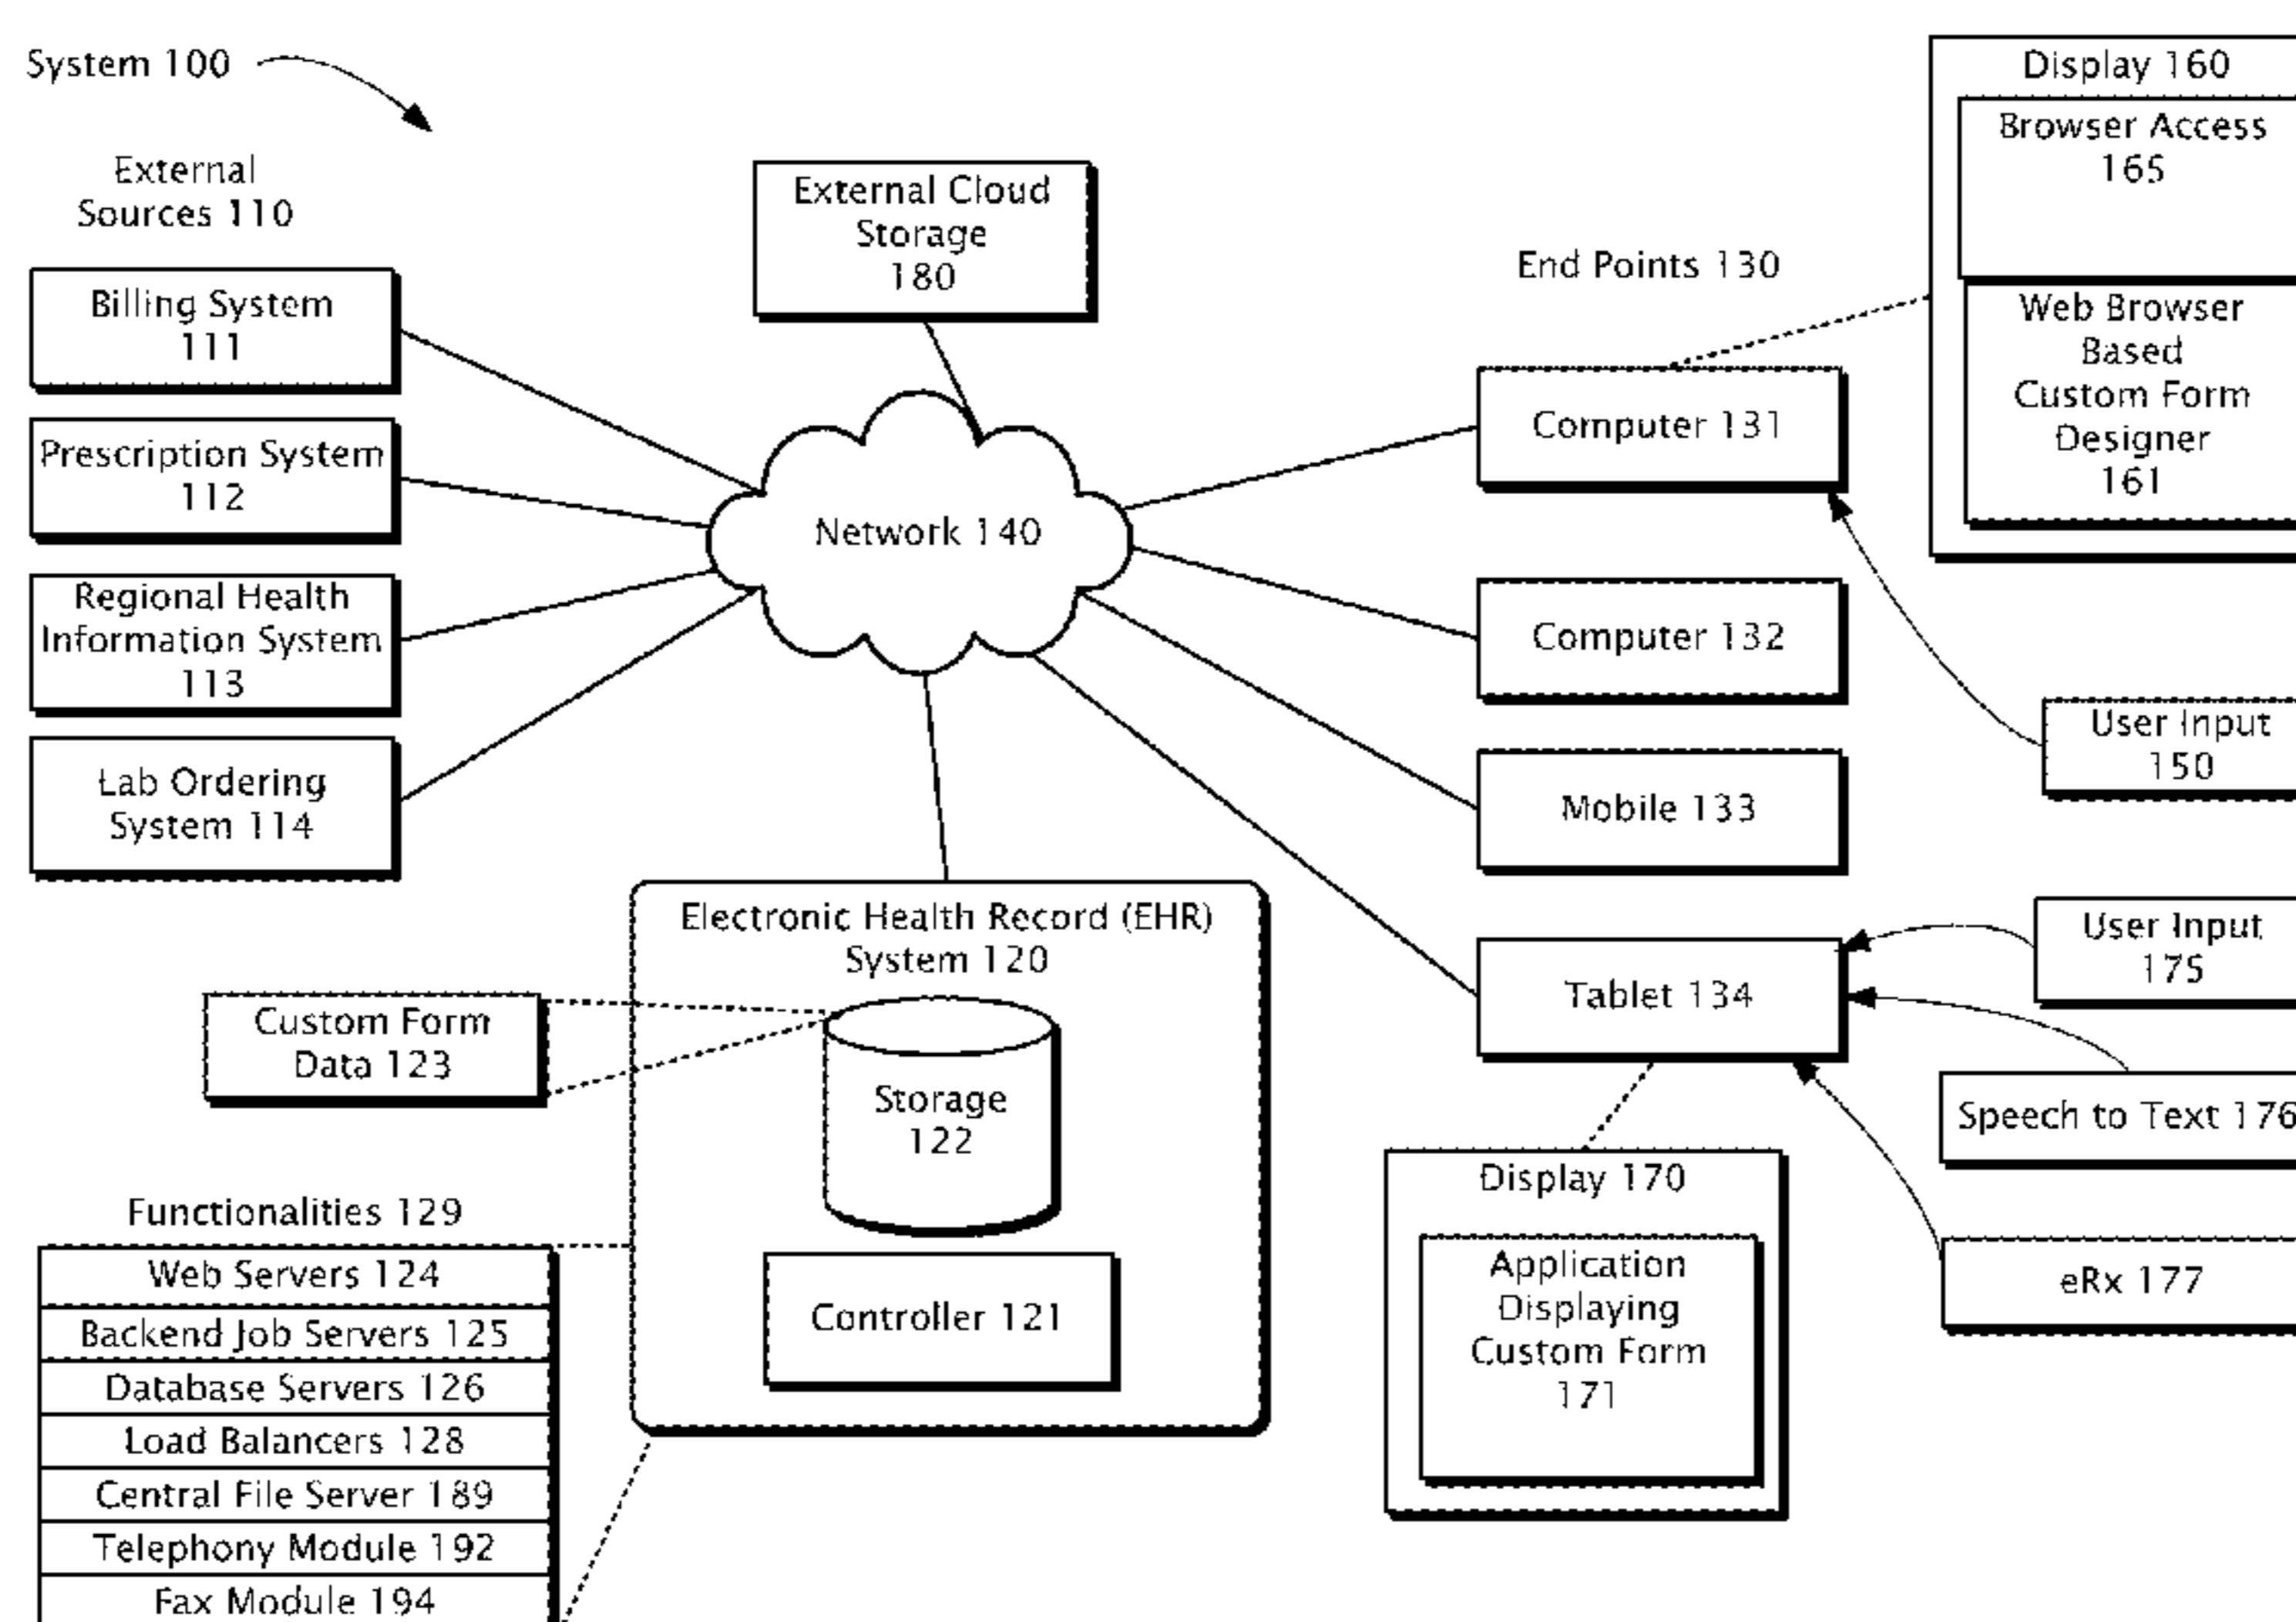 System 100
External
Sources 110
Billing System
111
Prescription System
112
Regional Health
Information System
113
Lab Ordering
System 114
External Cloud
Storage
180
Network 140
End Points 130
Computer 131
Computer 132
Mobile 133
Tablet 134
Display 160
Browser Access
165
Web Browser
Based
Custom Form
Designer
161
User Input
150
User Input
175
Speech to Text 176
eRx 177
Display 170
Application
Displaying
Custom Form
171
Electronic Health Record (EHR)
System 120
Storage
122
Controller 121
Custom Form
Data 123
Functionalities 129
Web Servers 124
Backend Job Servers 125
Database Servers 126
Load Balancers 128
Central File Server 189
Telephony Module 192
Fax Module 194